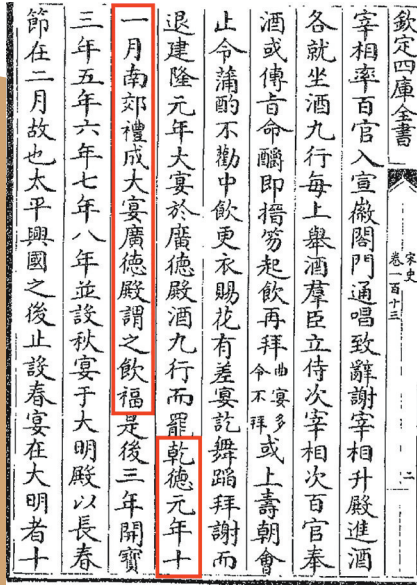 欽定四庫全書
宋史
卷一百十三
二
宰相率百官入宣徽閣門通唱致辭謝宰相升殿進酒
各就坐酒九行每上舉酒羣臣立侍次宰相次百官奉
酒或傳旨命釂即搢笏起飲再拜曲宴多令不拜或上壽朝會
止令滿酌不勸中飲更衣賜花有差宴訖舞蹈拜謝而
退建隆元年大宴於廣德殿酒九行而罷乾德元年十
一月南郊禮成大宴廣德殿謂之飲福是後三年開寶
三年五年六年七年八年並設秋宴于大明殿以長春
節在二月故也太平興國之後止設春宴在大明者十